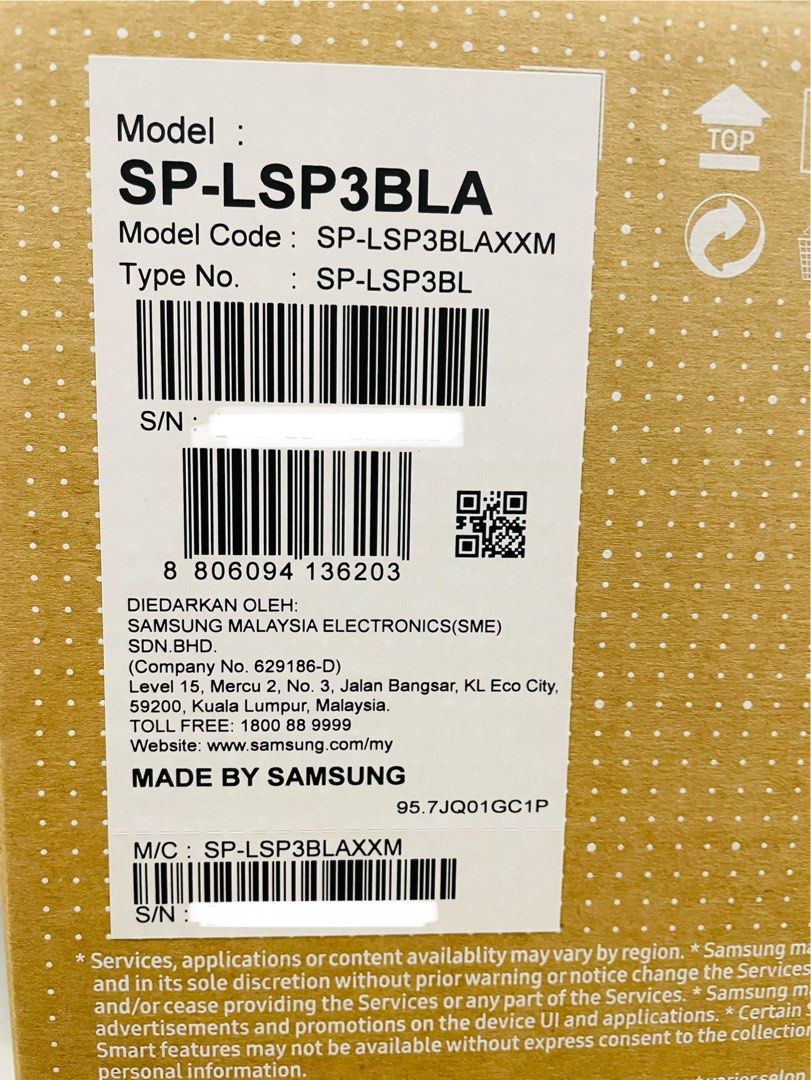 TOP
Model :
SP-LSP3BLA
Model Code : SP-LSP3BLAXXM
Type No. : SP-LSP3BL
S/N :
8 806094 136203
DIEDARKAN OLEH:
SAMSUNG MALAYSIA ELECTRONICS(SME)
SDN.BHD.
(Company No. 629186-D)
Level 15, Mercu 2, No. 3, Jalan Bangsar, KL Eco City,
59200, Kuala Lumpur, Malaysia.
TOLL FREE: 1800 88 9999
Website: www.samsung.com/my
MADE BY SAMSUNG
95.7JQ01GC1P
M/C : SP-LSP3BLAXXM
S/N :
* Services, applications or content availablity may vary by region. * Samsung
and in its sole discretion without prior warning or notice change the Services
and/or cease providing the Services or any part of the Services. * Samsung
advertisements and promotions on the device UI and applications. * Certain
Smart features may not be available without express consent to the
personal information.
selon